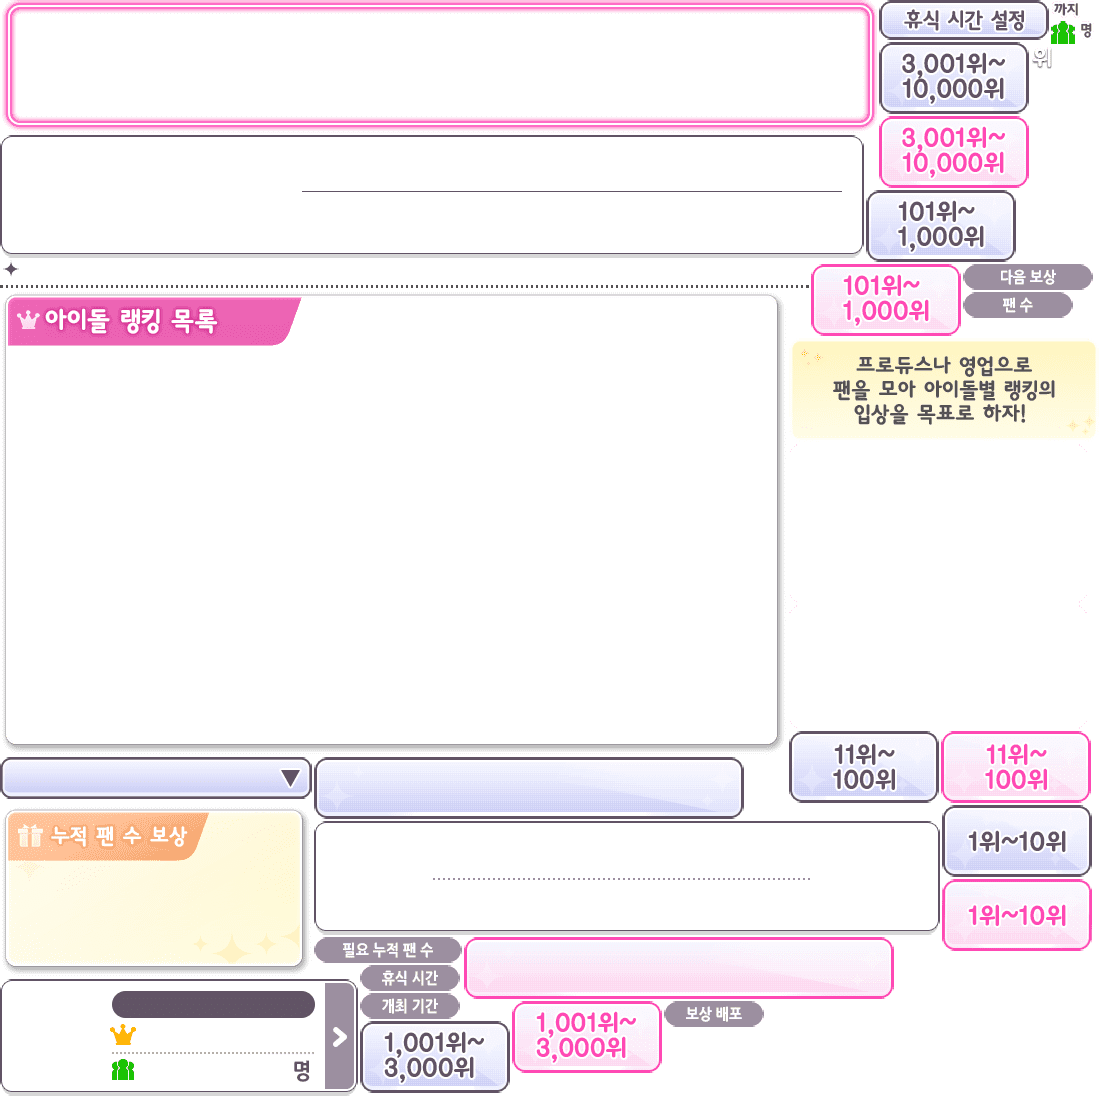 휴식 시간 설정
까지
명
위
3,001위~
10,000위
3,001위~
10,000위
101위~
1,000위
101위~
1,000위
다음 보상
팬 수
아이돌 랭킹 목록
프로듀스나 영업으로
팬을 모아 아이돌별 랭킹의
입상을 목표로 하자!
11위~
100위
11위~
100위
누적 팬 수 보상
1위~10위
1위~10위
필요 누적 팬 수
휴식 시간
개최 기간
보상 배포
1,001위~
3,000위
1,001위~
3,000위
명